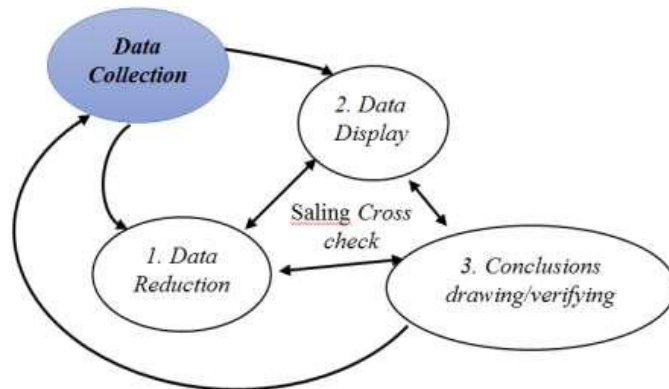 Data
Collection
2. Data
Display
Saling Cross
check
1. Data
Reduction
3. Conclusions
drawing/verifying